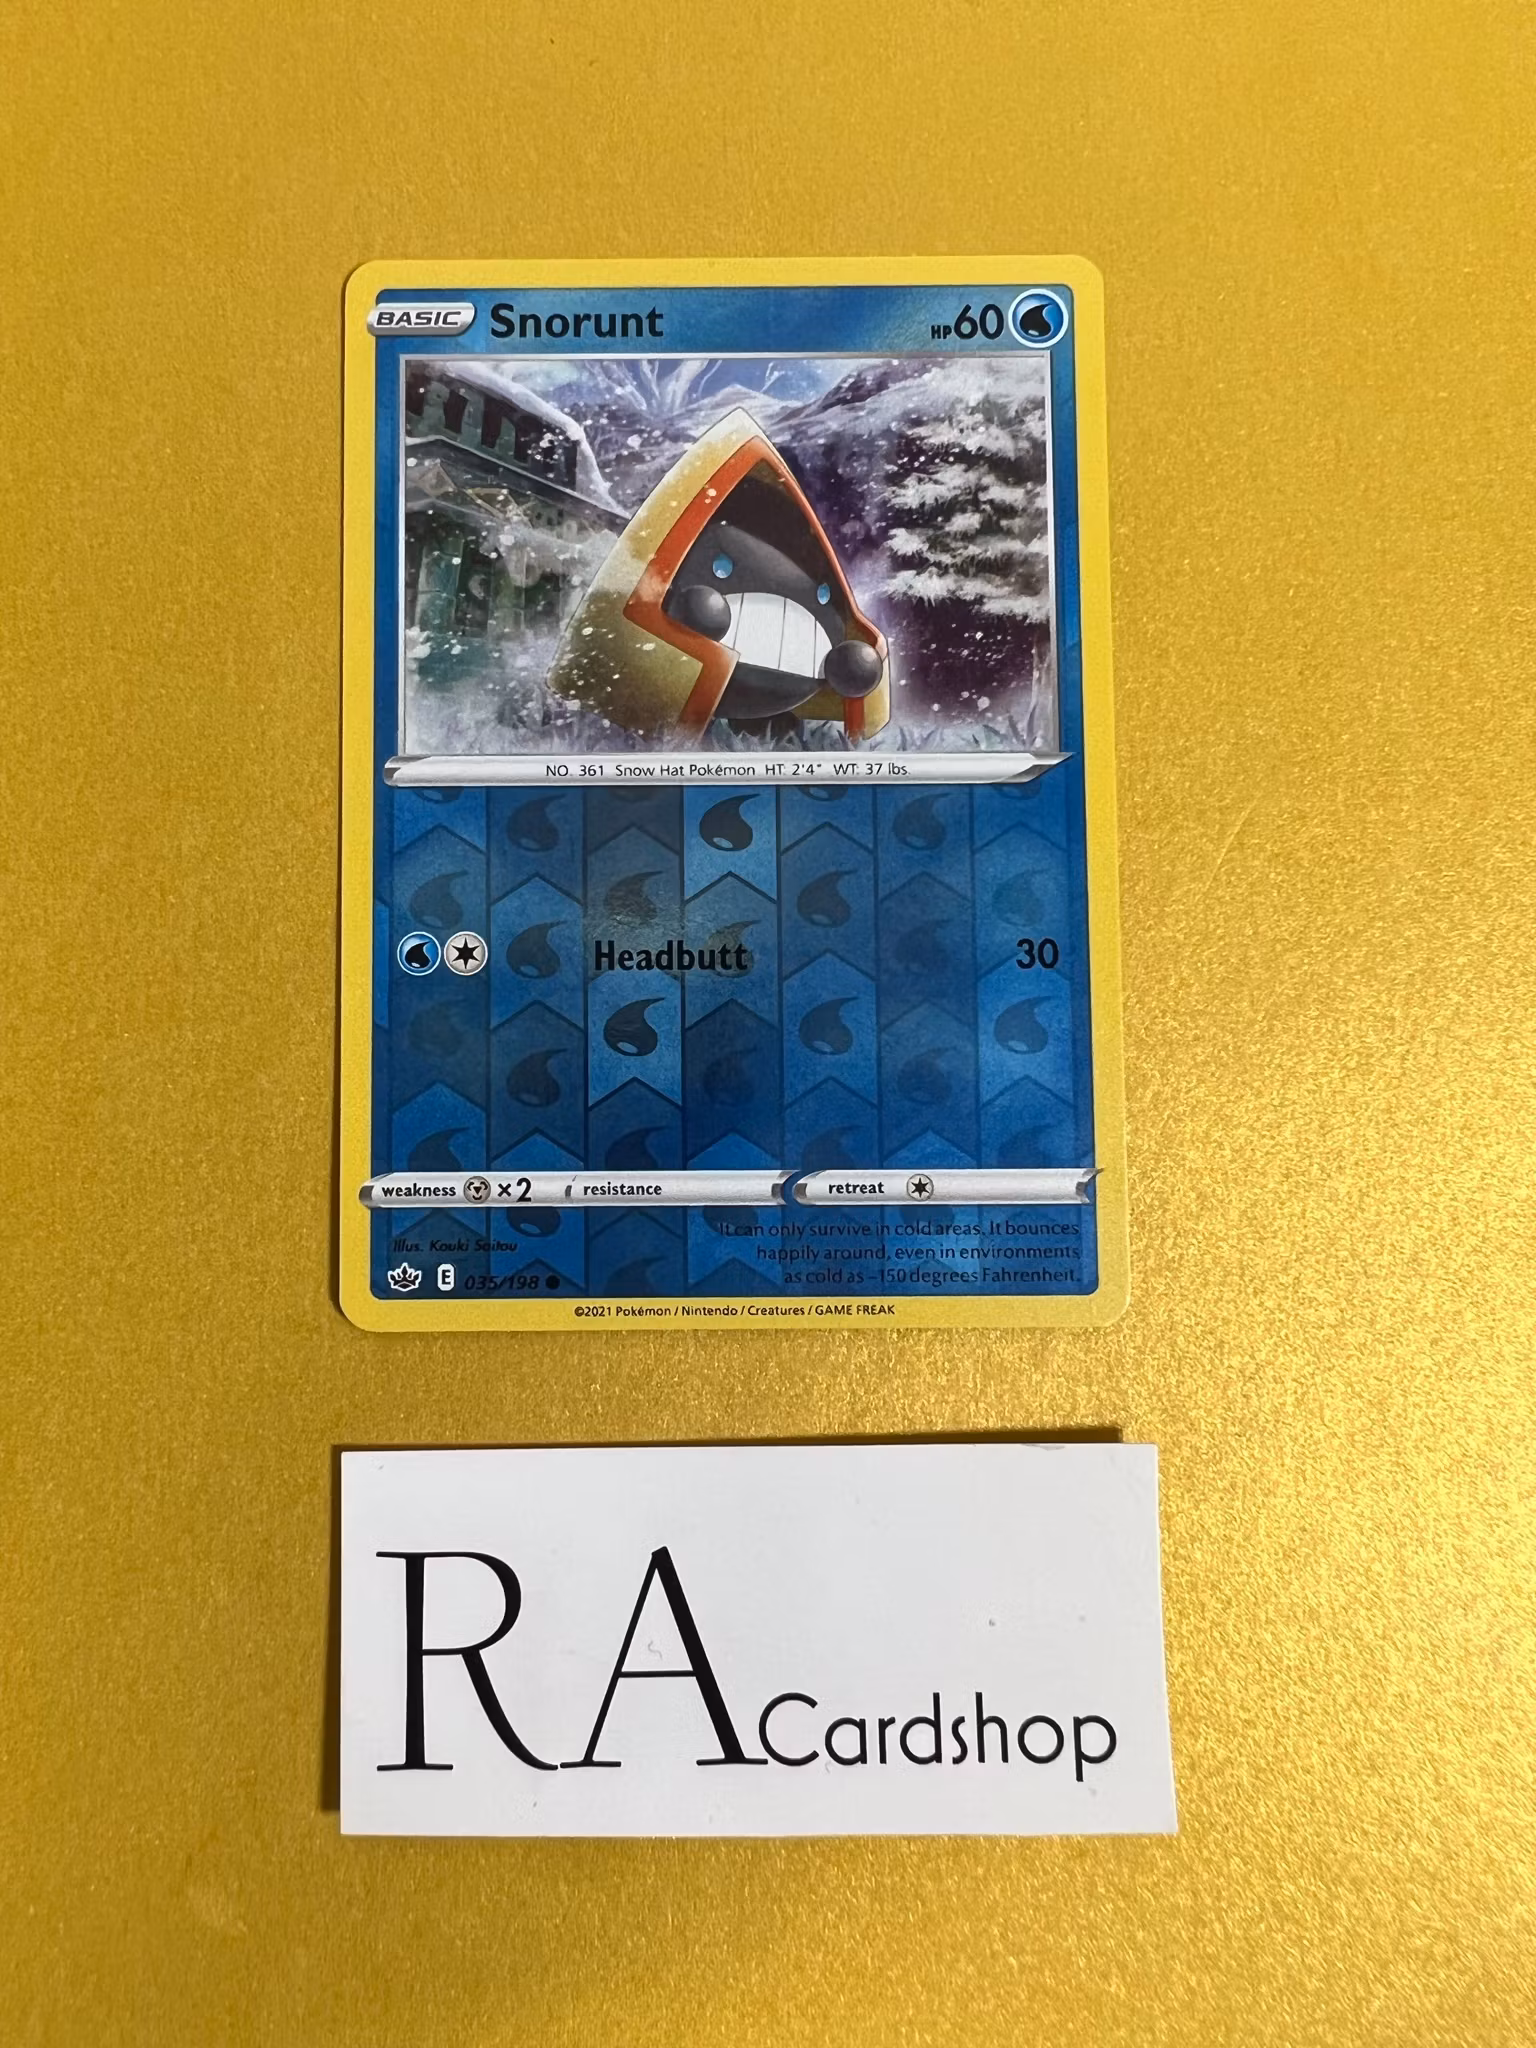 BASIC Snorunt HP60
NO. 361 Snow Hat Pokémon HT: 2'4" WT: 37 lbs.
Headbutt 30
weakness ×2 resistance retreat
It can only survive in cold areas. It bounces
happily around, even in environments
as cold as –150 degrees Fahrenheit.
Illus. Kouki Saitou
E 035/198
©2021 Pokémon / Nintendo / Creatures / GAME FREAK
RA Cardshop